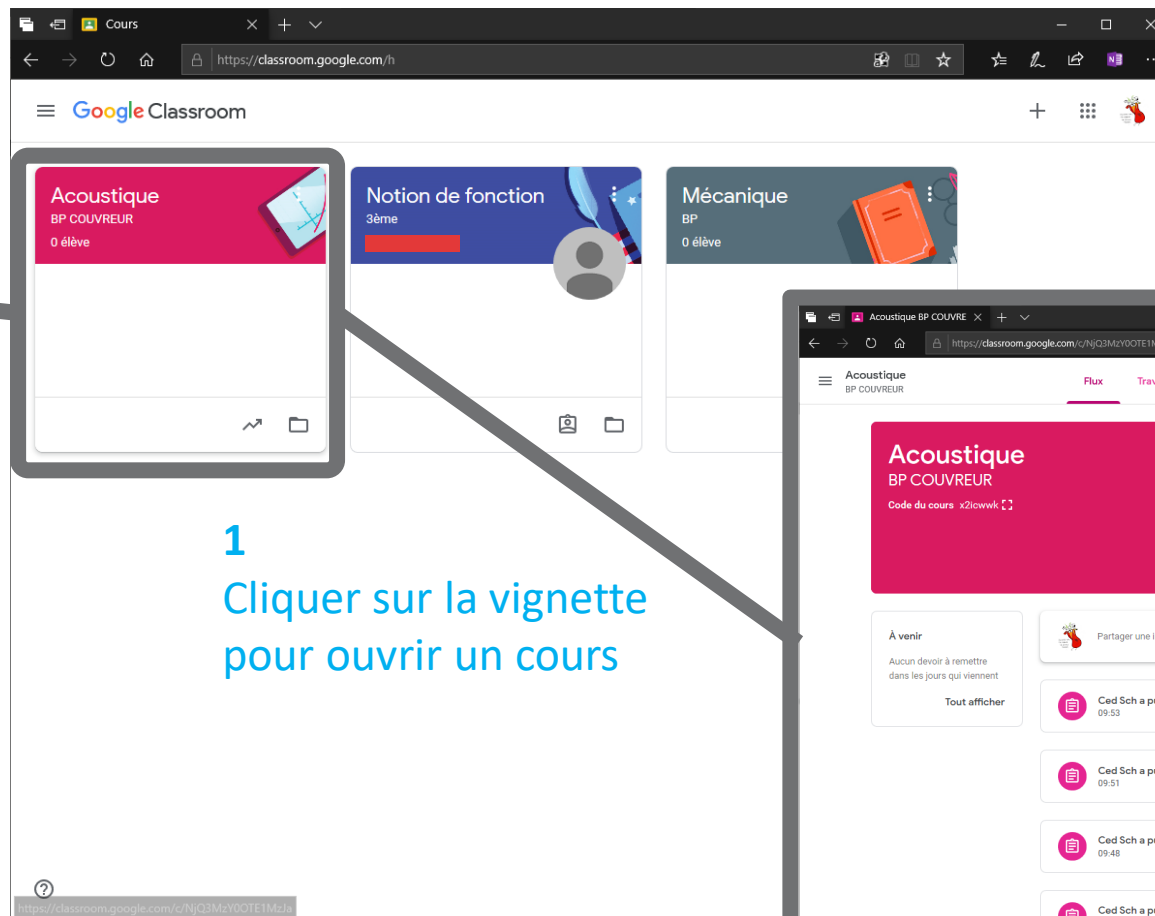 Cours
https://classroom.google.com/h
Google Classroom
Acoustique
BP COUVREUR
0 élève
Notion de fonction
3ème
Mécanique
BP
0 élève
1
Cliquer sur la vignette
pour ouvrir un cours
Acoustique BP COUVRE
https://classroom.google.com/c/NjQ3MzY0OTE1M
Acoustique
BP COUVREUR
Flux
Trav
Acoustique
BP COUVREUR
Code du cours x2icwwk
À venir
Aucun devoir à remettre
dans les jours qui viennent
Tout afficher
Partager une i
Ced Sch a pu
09:53
Ced Sch a pu
09:51
Ced Sch a pu
09:48
Ced Sch a pu
https://classroom.google.com/c/NjQ3MzY0OTE1MzJa